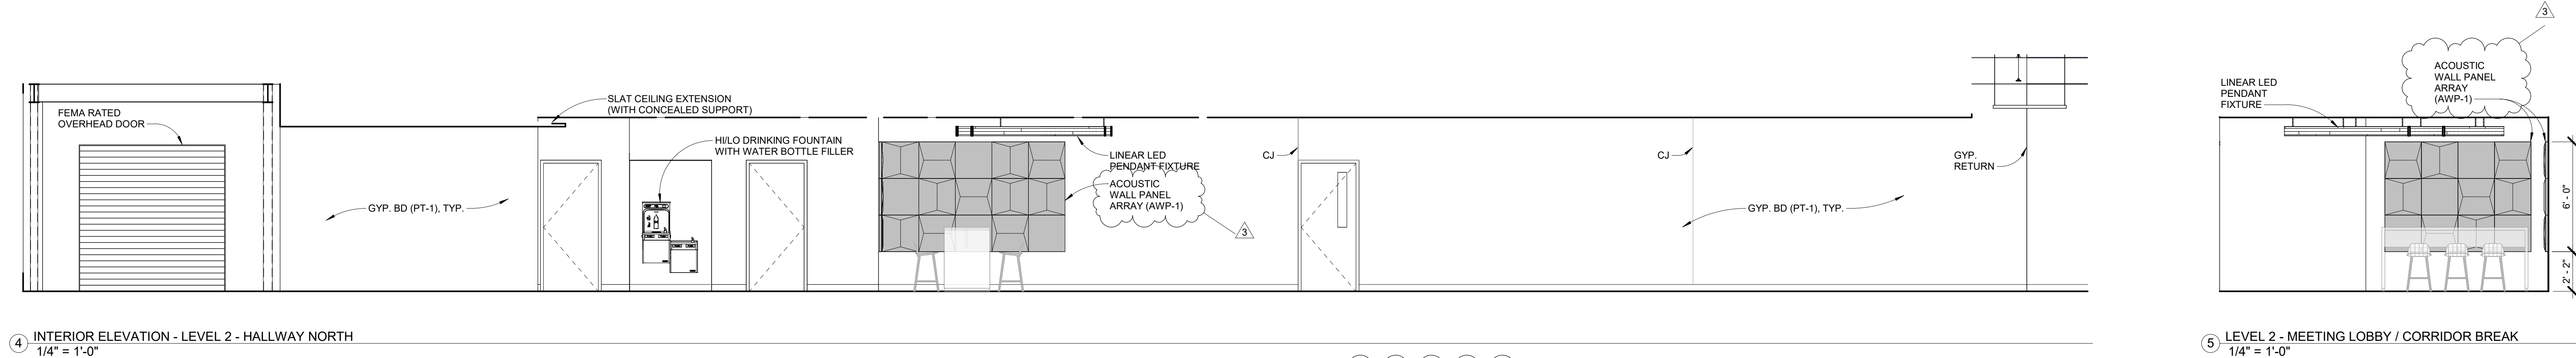 FEMA RATED
OVERHEAD DOOR
GYP. BD (PT-1), TYP.
SLAT CEILING EXTENSION
(WITH CONCEALED SUPPORT)
HI/LO DRINKING FOUNTAIN
WITH WATER BOTTLE FILLER
LINEAR LED
PENDANT FIXTURE
ACOUSTIC
WALL PANEL
ARRAY (AWP-1)
3
CJ
CJ
GYP. BD (PT-1), TYP.
GYP.
RETURN
4
INTERIOR ELEVATION - LEVEL 2 - HALLWAY NORTH
1/4" = 1'-0"
3
LINEAR LED
PENDANT
FIXTURE
ACOUSTIC
WALL PANEL
ARRAY
(AWP-1)
6' - 0"
2' - 2"
5
LEVEL 2 - MEETING LOBBY / CORRIDOR BREAK
1/4" = 1'-0"